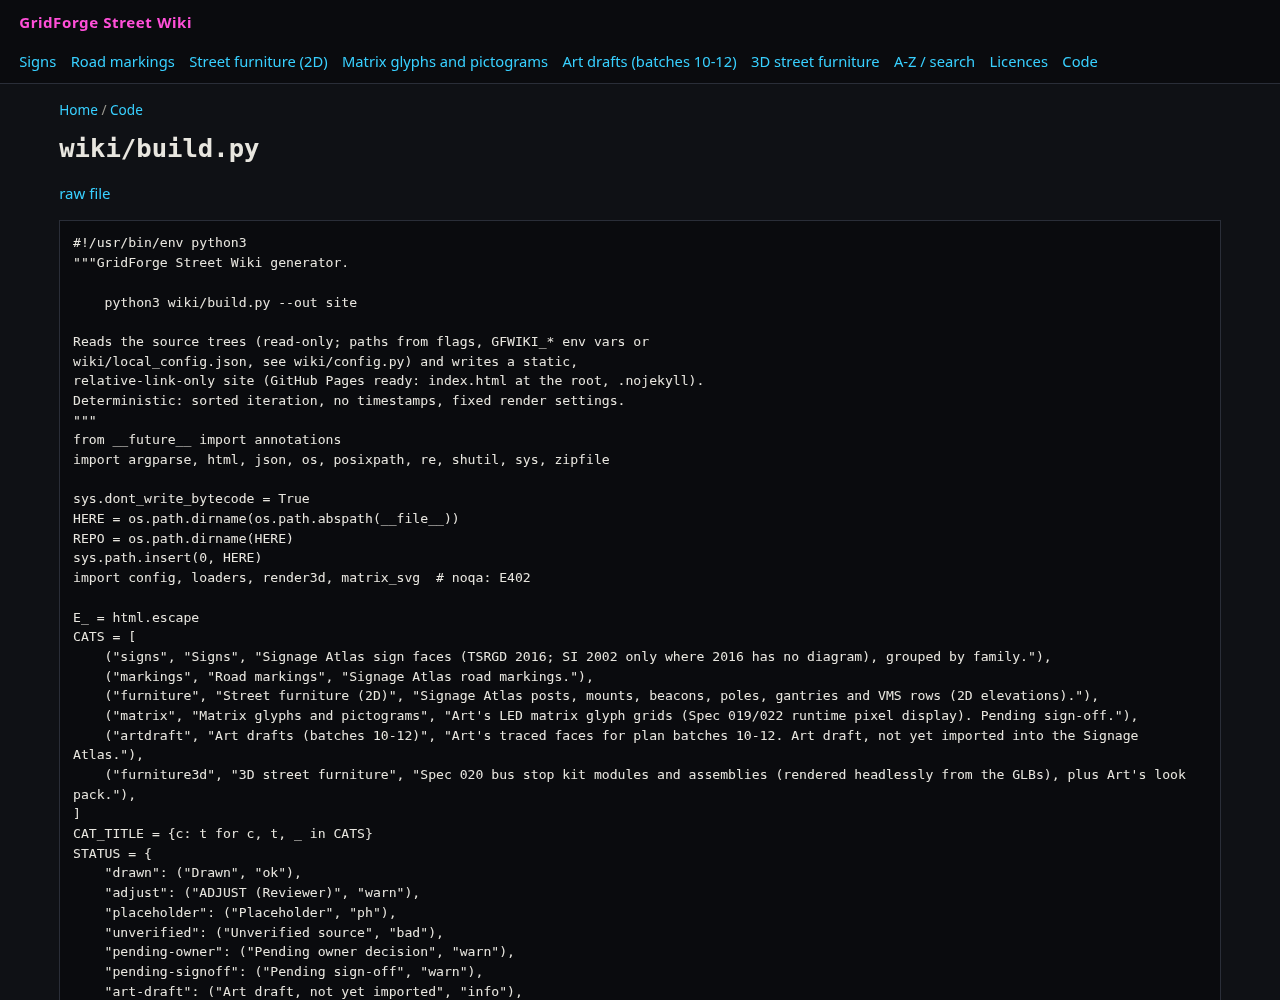 GridForge Street Wiki
Signs Road markings Street furniture (2D) Matrix glyphs and pictograms Art drafts (batches 10-12) 3D street furniture A-Z / search Licences Code
Home / Code
wiki/build.py
raw file
#!/usr/bin/env python3
"""GridForge Street Wiki generator.
    python3 wiki/build.py --out site
Reads the source trees (read-only; paths from flags, GFWIKI_* env vars or
wiki/local_config.json, see wiki/config.py) and writes a static,
relative-link-only site (GitHub Pages ready: index.html at the root, .nojekyll).
Deterministic: sorted iteration, no timestamps, fixed render settings.
"""
from __future__ import annotations
import argparse, html, json, os, posixpath, re, shutil, sys, zipfile
sys.dont_write_bytecode = True
HERE = os.path.dirname(os.path.abspath(__file__))
REPO = os.path.dirname(HERE)
sys.path.insert(0, HERE)
import config, loaders, render3d, matrix_svg  # noqa: E402
E_ = html.escape
CATS = [
    ("signs", "Signs", "Signage Atlas sign faces (TSRGD 2016; SI 2002 only where 2016 has no diagram), grouped by family."),
    ("markings", "Road markings", "Signage Atlas road markings."),
    ("furniture", "Street furniture (2D)", "Signage Atlas posts, mounts, beacons, poles, gantries and VMS rows (2D elevations)."),
    ("matrix", "Matrix glyphs and pictograms", "Art's LED matrix glyph grids (Spec 019/022 runtime pixel display). Pending sign-off."),
    ("artdraft", "Art drafts (batches 10-12)", "Art's traced faces for plan batches 10-12. Art draft, not yet imported into the Signage
Atlas."),
    ("furniture3d", "3D street furniture", "Spec 020 bus stop kit modules and assemblies (rendered headlessly from the GLBs), plus Art's look
pack."),
]
CAT_TITLE = {c: t for c, t, _ in CATS}
STATUS = {
    "drawn": ("Drawn", "ok"),
    "adjust": ("ADJUST (Reviewer)", "warn"),
    "placeholder": ("Placeholder", "ph"),
    "unverified": ("Unverified source", "bad"),
    "pending-owner": ("Pending owner decision", "warn"),
    "pending-signoff": ("Pending sign-off", "warn"),
    "art-draft": ("Art draft, not yet imported", "info"),